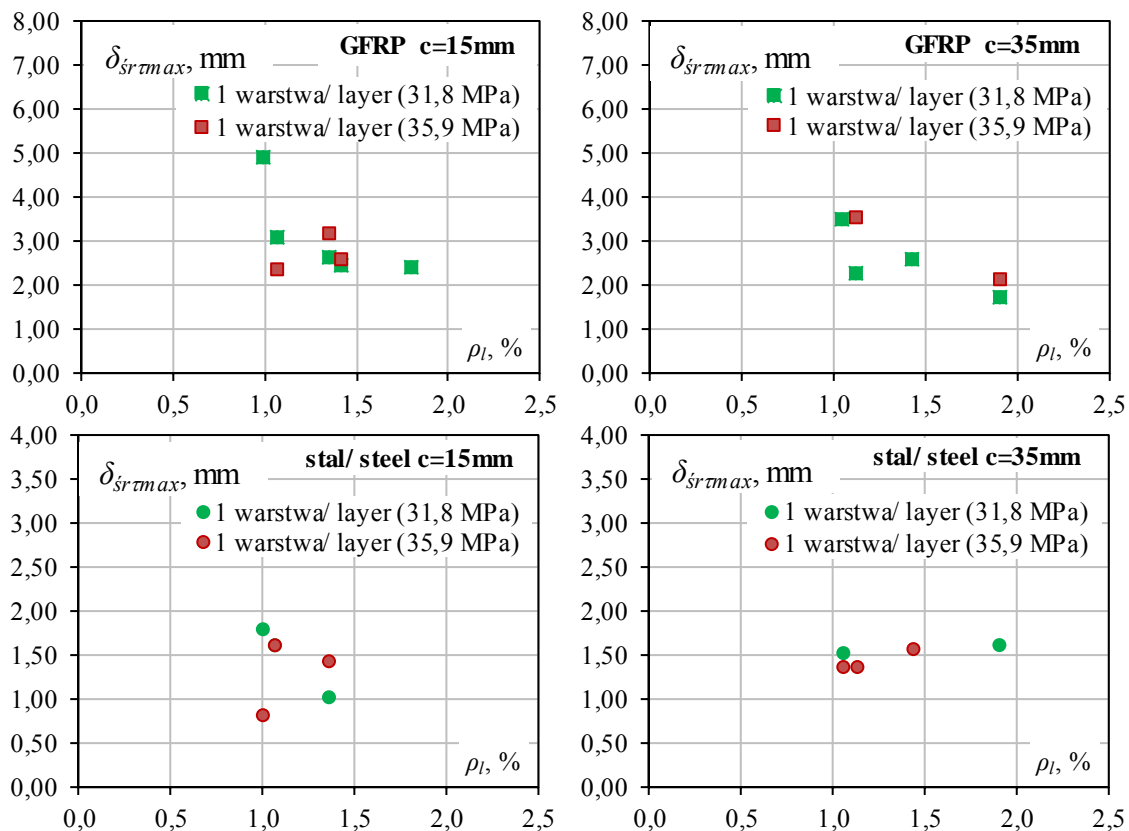 8,00
7,00
6,00
5,00
4,00
3,00
2,00
1,00
0,00
GFRP c=15mm
δśrτmax, mm
1 warstwa/ layer (31,8 MPa)
1 warstwa/ layer (35,9 MPa)
ρl, %
0,0 0,5 1,0 1,5 2,0 2,5
8,00
7,00
6,00
5,00
4,00
3,00
2,00
1,00
0,00
GFRP c=35mm
δśrτmax, mm
1 warstwa/ layer (31,8 MPa)
1 warstwa/ layer (35,9 MPa)
ρl, %
0,0 0,5 1,0 1,5 2,0 2,5
4,00
3,50
3,00
2,50
2,00
1,50
1,00
0,50
0,00
stal/ steel c=15mm
δśrτmax, mm
1 warstwa/ layer (31,8 MPa)
1 warstwa/ layer (35,9 MPa)
ρl, %
0,0 0,5 1,0 1,5 2,0 2,5
4,00
3,50
3,00
2,50
2,00
1,50
1,00
0,50
0,00
stal/ steel c=35mm
δśrτmax, mm
1 warstwa/ layer (31,8 MPa)
1 warstwa/ layer (35,9 MPa)
ρl, %
0,0 0,5 1,0 1,5 2,0 2,5